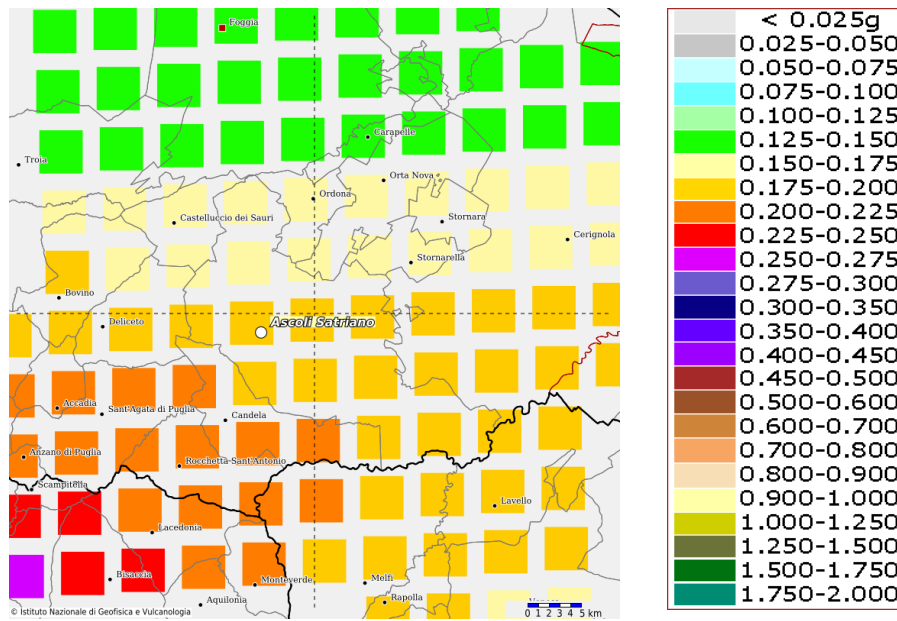 Foggia
Carapelle
Troia
Orta Nova
Ordona
Castelluccio dei Sauri
Stornara
Cerignola
Stornarella
Bovino
Deliceto
Ascoli Satriano
Accadia
Sant'Agata di Puglia
Candela
Anzano di Puglia
Rocchetta Sant'Antonio
Scampitella
Lavello
Lacedonia
Bisaccia
Monteverde
Melfi
Aquilonia
Rapolla
© Istituto Nazionale di Geofisica e Vulcanologia
0 1 2 3 4 5 km
< 0.025g
0.025-0.050
0.050-0.075
0.075-0.100
0.100-0.125
0.125-0.150
0.150-0.175
0.175-0.200
0.200-0.225
0.225-0.250
0.250-0.275
0.275-0.300
0.300-0.350
0.350-0.400
0.400-0.450
0.450-0.500
0.500-0.600
0.600-0.700
0.700-0.800
0.800-0.900
0.900-1.000
1.000-1.250
1.250-1.500
1.500-1.750
1.750-2.000